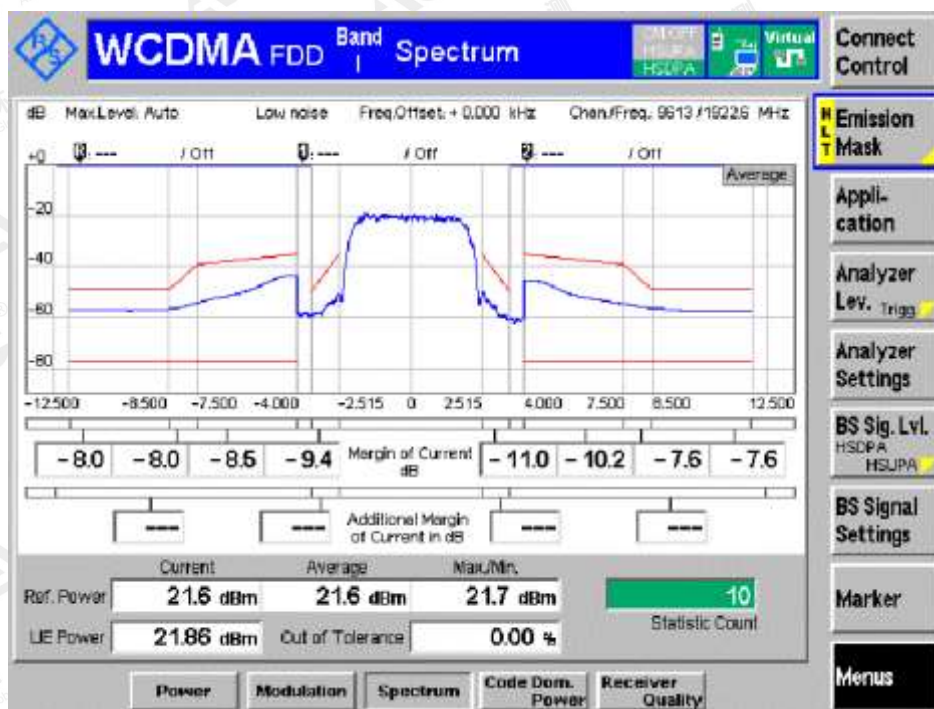 WCDMA FDD Band I Spectrum
HSDPA
Virtual
Connect Control
dB Max.Level: Auto Low noise Freq.Offset: + 0.000 kHz Chan./Freq.: 9613 / 1922.6 MHz
--- / Off --- / Off --- / Off
Average
+0
-20
-40
-60
-80
-12.500 -8.500 -7.500 -4.000 -2.515 0 2.515 4.000 7.500 8.500 12.500
-8.0 -8.0 -8.6 -9.4 Margin of Current dB -11.0 -10.2 -7.6 -7.6
--- --- Additional Margin of Current in dB --- ---
Current Average Max./Min.
Ref. Power 21.6 dBm 21.6 dBm 21.7 dBm 10
Statistic Count
UE Power 21.86 dBm Out of Tolerance 0.00 %
Power
Modulation
Spectrum
Code Dom. Power
Receiver Quality
HLT
Emission Mask
Appli-
cation
Analyzer
Lev. Trigg.
Analyzer
Settings
BS Sig. Lvl.
HSDPA
HSUPA
BS Signal
Settings
Marker
Menus